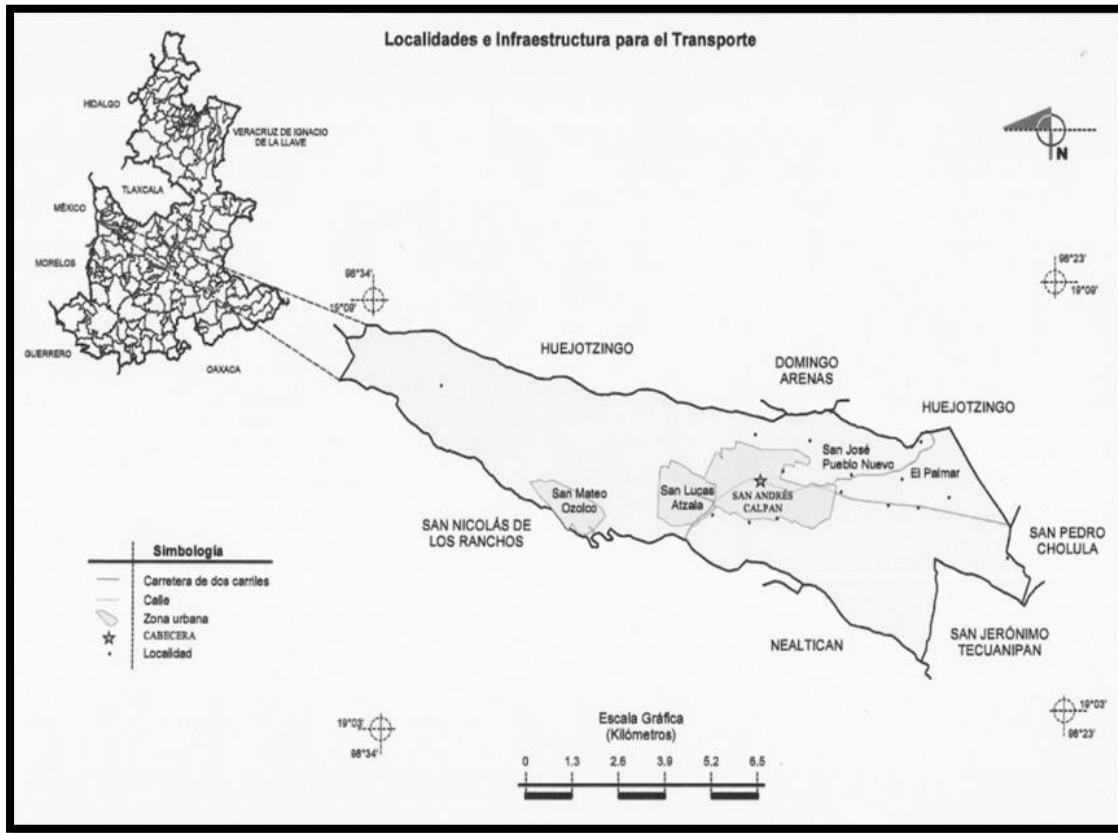 Localidades e Infraestructura para el Transporte
HIDALGO
VERACRUZ DE IGNACIO
DE LA LLAVE
TLAXCALA
MÉXICO
MORELOS
GUERRERO
OAXACA
N
98°34'
19°09'
98°23'
19°09'
HUEJOTZINGO
DOMINGO
ARENAS
HUEJOTZINGO
San José
Pueblo Nuevo
El Palmar
San Mateo
Ozolco
San Lucas
Atzala
SAN ANDRÉS
CALPAN
SAN NICOLÁS DE
LOS RANCHOS
SAN PEDRO
CHOLULA
NEALTICAN
SAN JERÓNIMO
TECUANIPAN
Simbología
Carretera de dos carriles
Calle
Zona urbana
CABECERA
Localidad
19°03'
98°34'
19°03'
98°23'
Escala Gráfica
(Kilómetros)
0 1.3 2.6 3.9 5.2 6.5